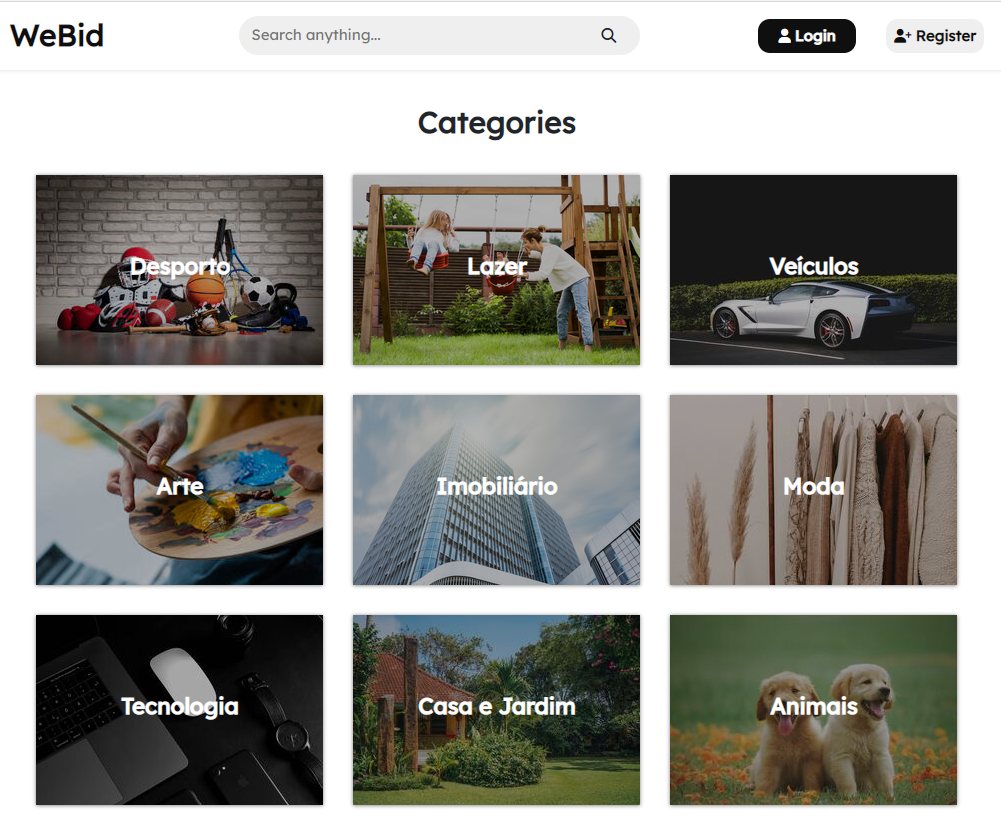 WeBid
Search anything...
Login
Register
Categories
Desporto
Lazer
Veículos
Arte
Imobiliário
Moda
Tecnologia
Casa e Jardim
Animais